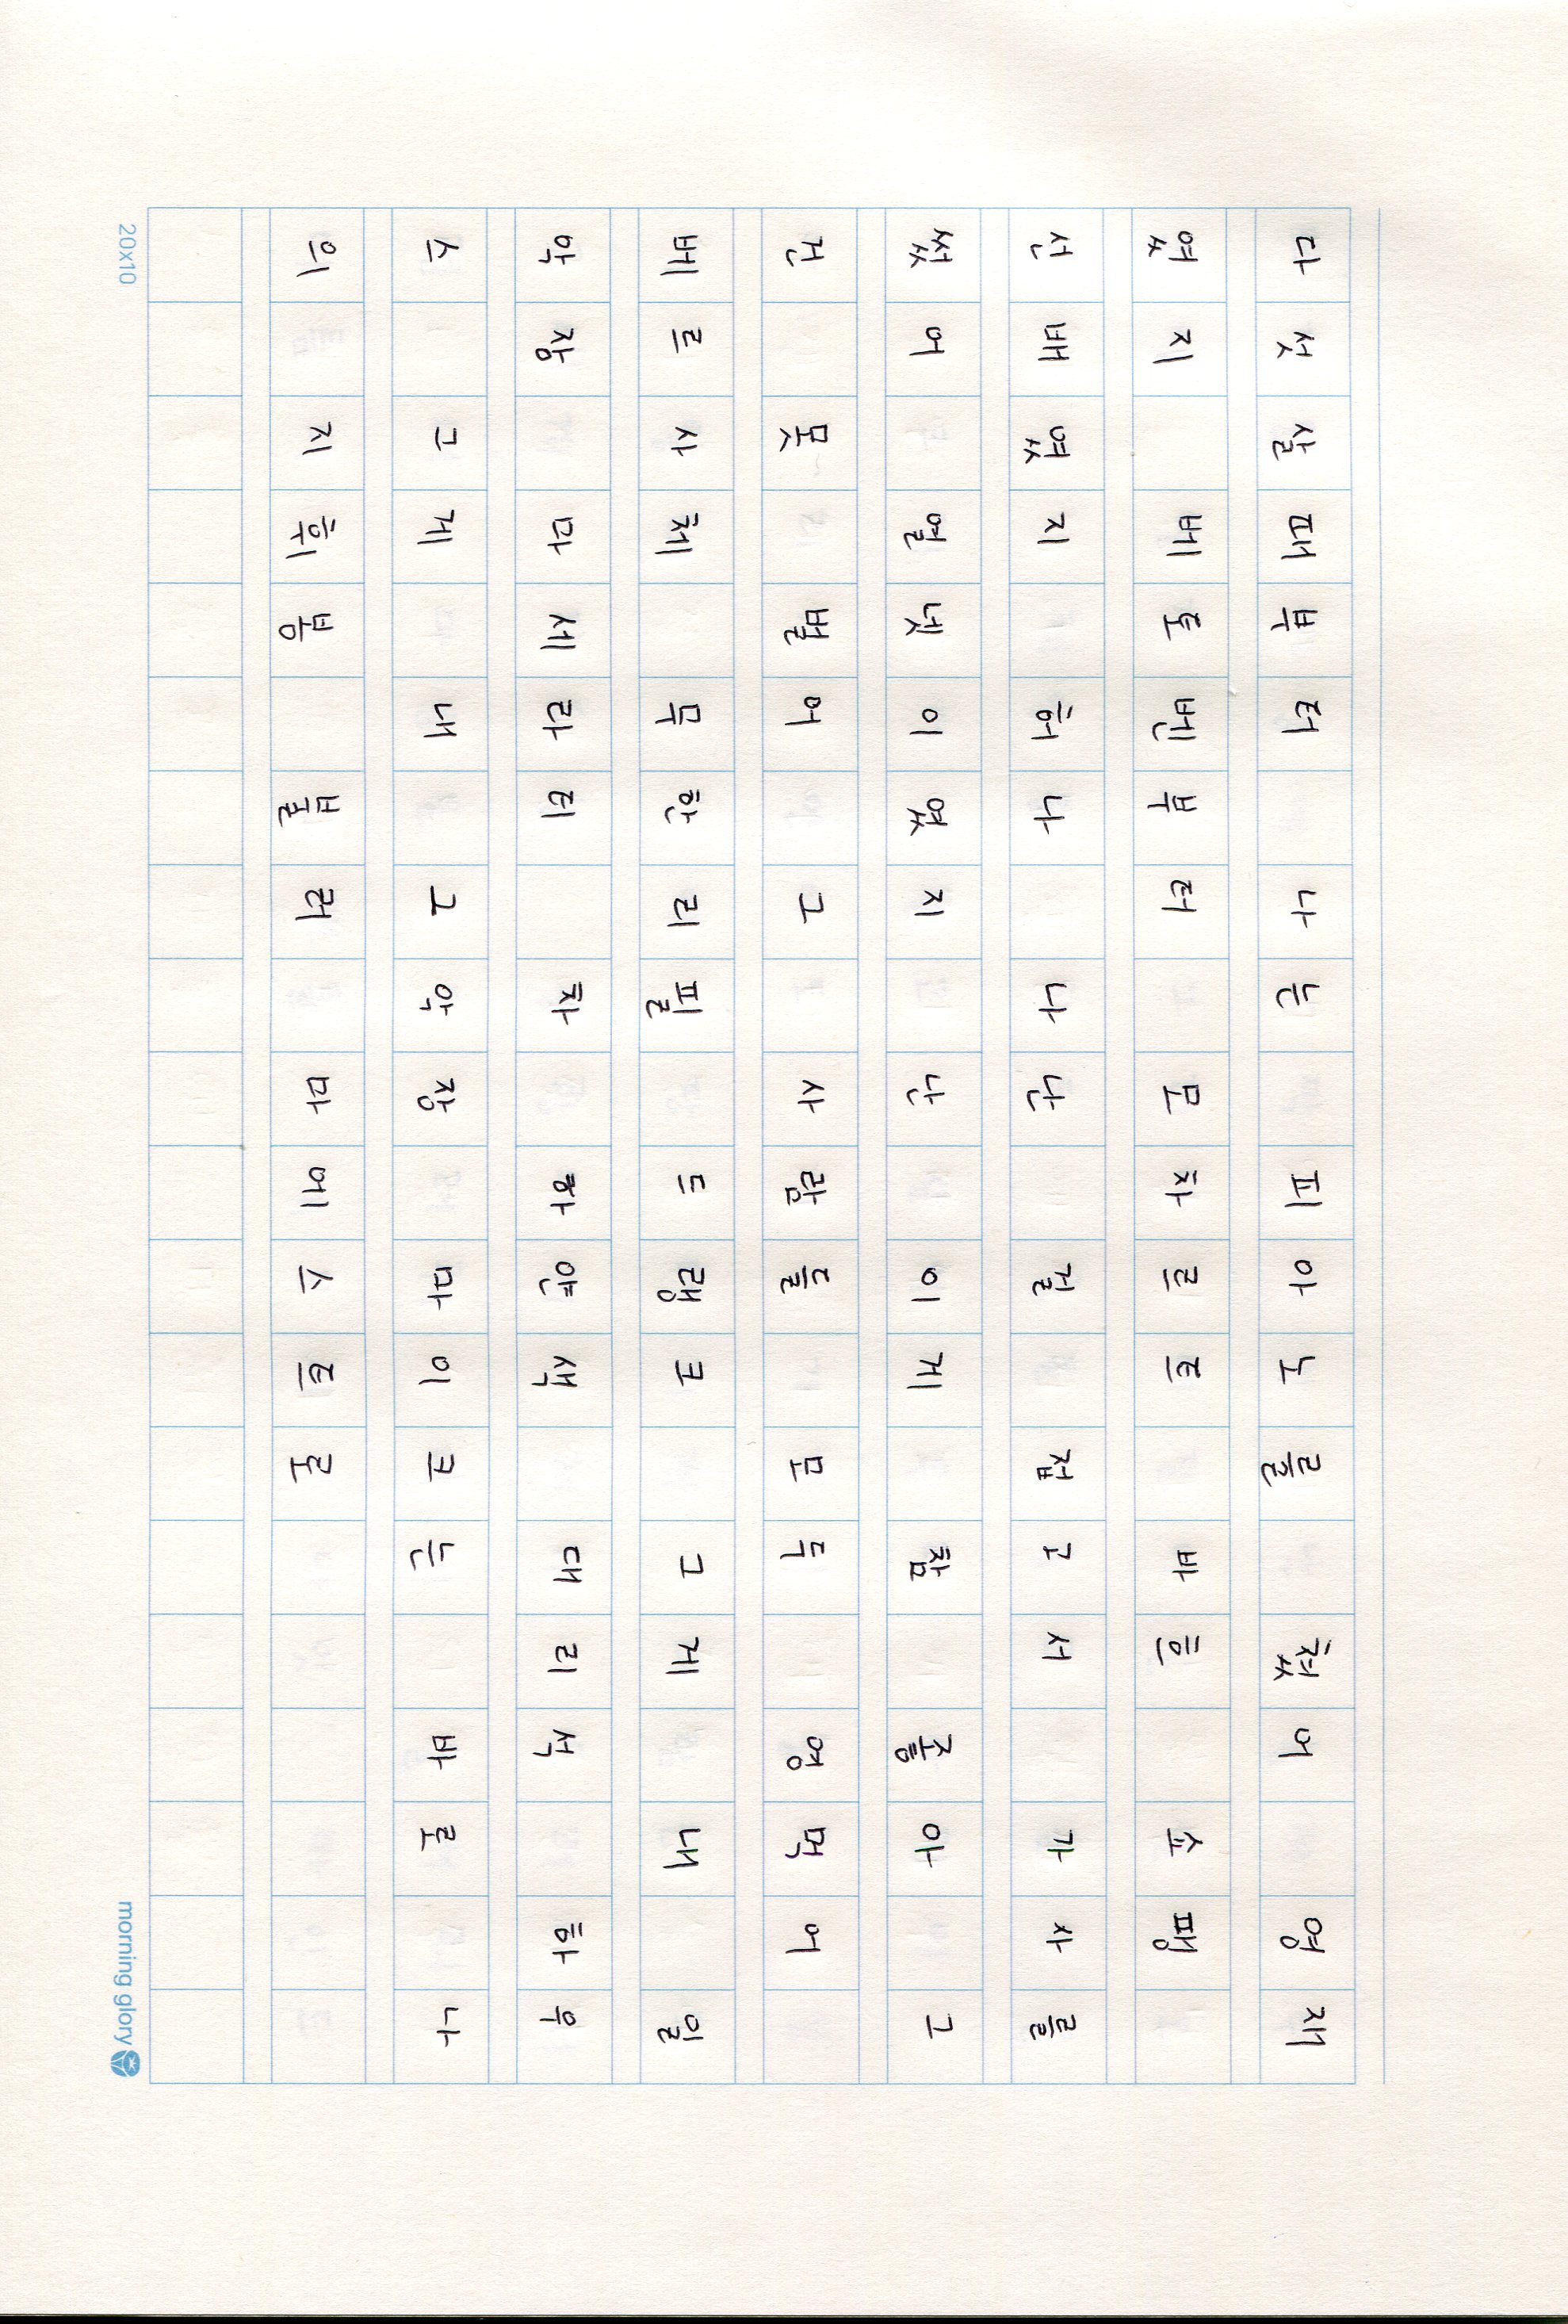 다섯살때부터 나는 피아노를 쳤어 영재
였지 베토벤부터 모차르트 바흐 쇼팽
선배였지 허나 나난 걸 접고서 가사를
썼어 열넷이였지 난 이게 참 좋아 그
건 못 벌어 그 사람들 모두 영먹어
베르사체 무한리필 드랭크 그게 내 일
악장 마세라티 차 하얀색 대리석 하우
스 그게 내 그악장 마이크는 바로 나
의 지휘봉 불러 마에스트로
20x10 morning glory